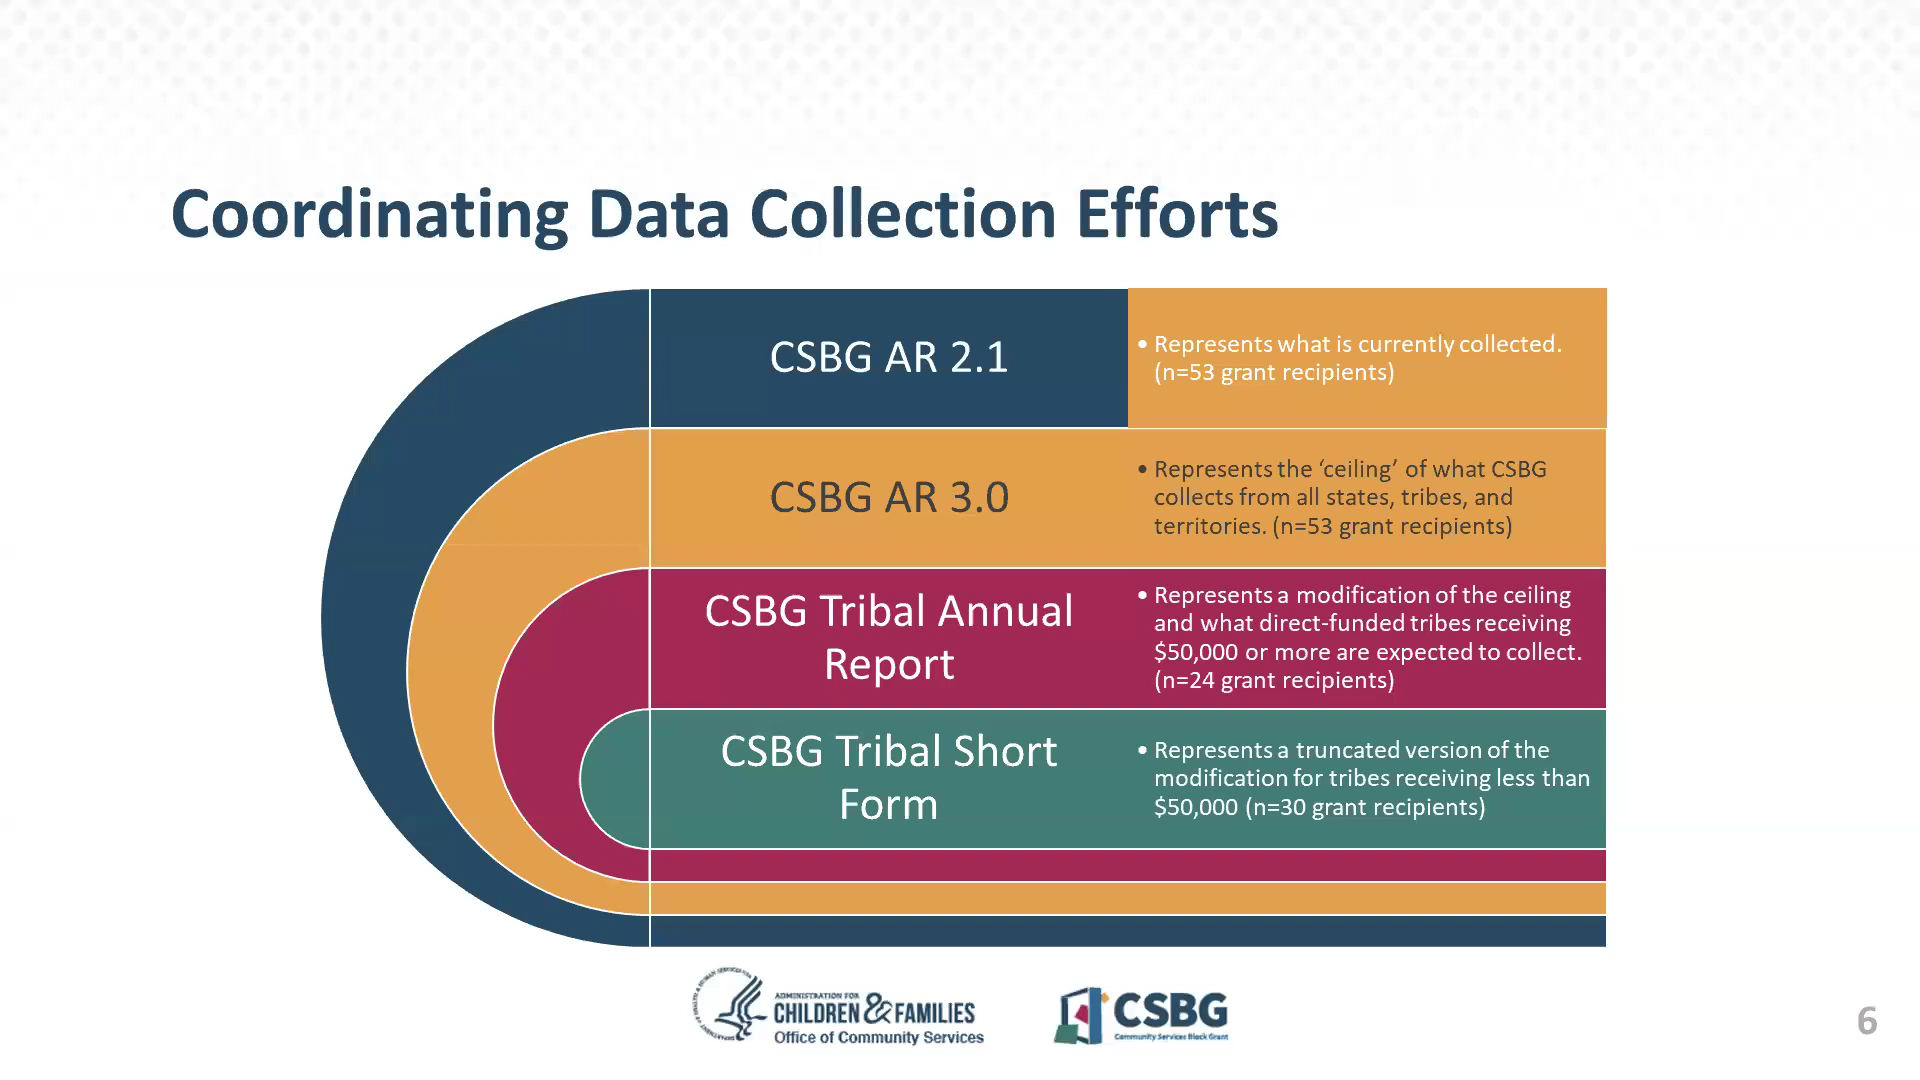 Coordinating Data Collection Efforts
CSBG AR 2.1
• Represents what is currently collected.
(n=53 grant recipients)
CSBG AR 3.0
• Represents the ‘ceiling’ of what CSBG
collects from all states, tribes, and
territories. (n=53 grant recipients)
CSBG Tribal Annual
Report
• Represents a modification of the ceiling
and what direct-funded tribes receiving
$50,000 or more are expected to collect.
(n=24 grant recipients)
CSBG Tribal Short
Form
• Represents a truncated version of the
modification for tribes receiving less than
$50,000 (n=30 grant recipients)
ADMINISTRATION FOR
CHILDREN & FAMILIES
Office of Community Services
CSBG
Community Services Block Grant
6